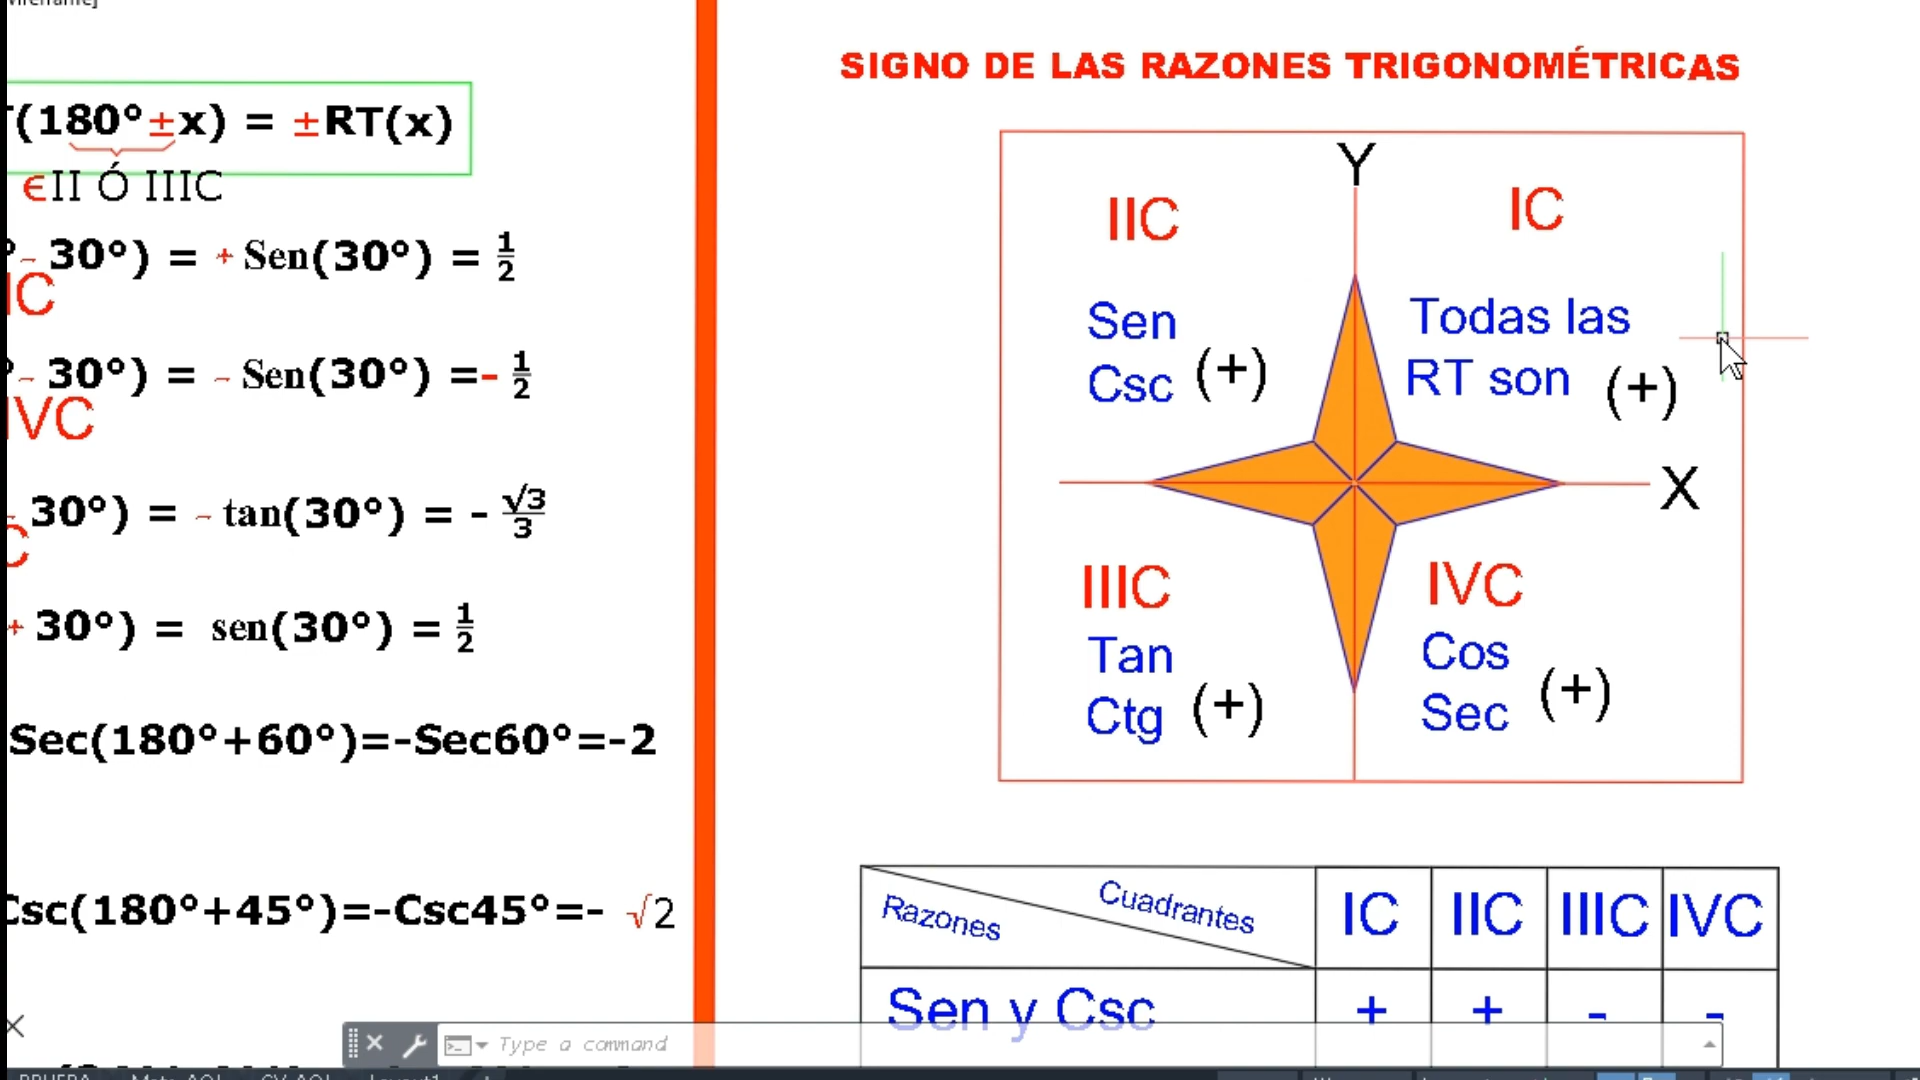 (180°±x) = ±RT(x)
∈II Ó IIIC
- 30°) = + Sen(30°) = 1/2
IC
- 30°) = - Sen(30°) =- 1/2
IVC
30°) = - tan(30°) = - √3/3
C
+ 30°) = sen(30°) = 1/2
Sec(180°+60°)=-Sec60°=-2
Csc(180°+45°)=-Csc45°=- √2
SIGNO DE LAS RAZONES TRIGONOMÉTRICAS
Y
IIC
IC
Sen
Csc (+)
Todas las
RT son (+)
X
IIIC
Tan
Ctg (+)
IVC
Cos
Sec (+)
Razones Cuadrantes IC IIC IIIC IVC
Sen y Csc + + - -
Type a command